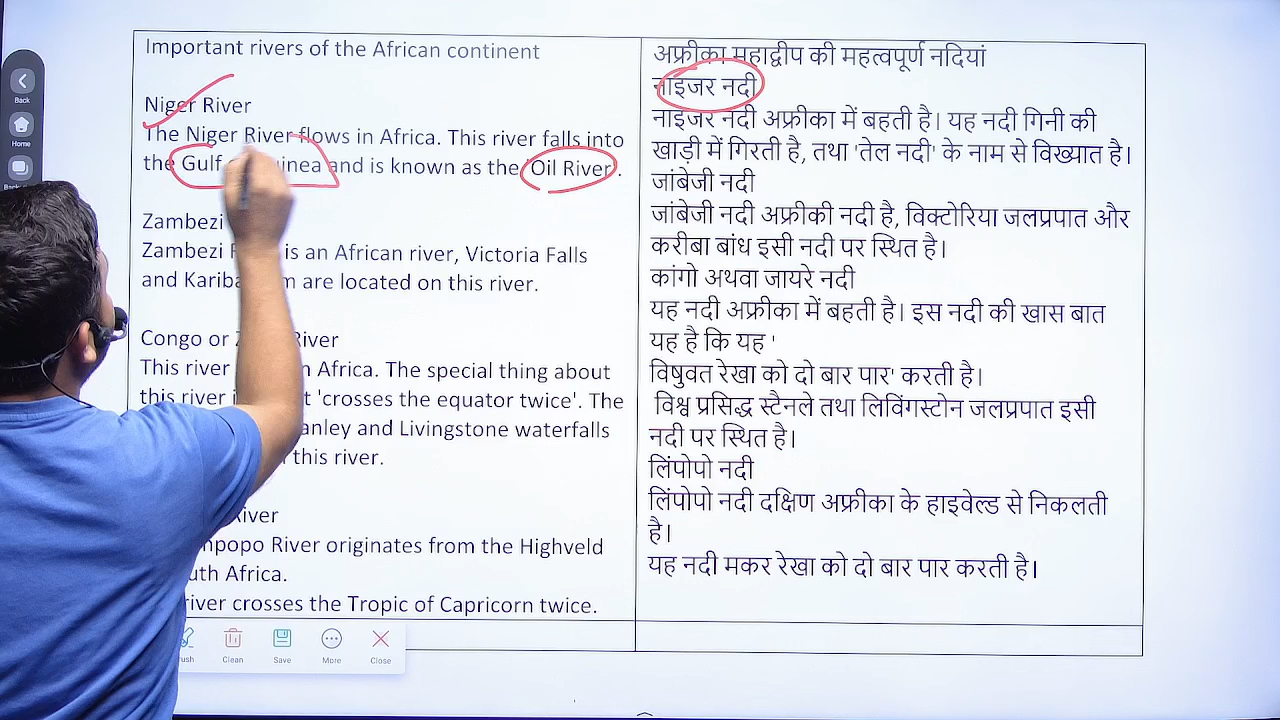 Back
Home
Important rivers of the African continent
Niger River
The Niger River flows in Africa. This river falls into
the Gulf and is known as the 'Oil River'.
Zambezi
Zambezi is an African river, Victoria Falls
and are located on this river.
Congo or River
This river Africa. The special thing about
this river 'crosses the equator twice'. The
and Livingstone waterfalls
this river.
River originates from the Highveld
Africa.
river crosses the Tropic of Capricorn twice.
Clean
Save
More
Close
अफ्रीका महाद्वीप की महत्वपूर्ण नदियां
नाइजर नदी
नाइजर नदी अफ्रीका में बहती है। यह नदी गिनी की
खाड़ी में गिरती है, तथा 'तेल नदी' के नाम से विख्यात है।
जांबेजी नदी
जांबेजी नदी अफ्रीकी नदी है, विक्टोरिया जलप्रपात और
करीबा बांध इसी नदी पर स्थित है।
कांगो अथवा जायरे नदी
यह नदी अफ्रीका में बहती है। इस नदी की खास बात
यह है कि यह '
विषुवत रेखा को दो बार पार' करती है।
विश्व प्रसिद्ध स्टैनले तथा लिविंगस्टोन जलप्रपात इसी
नदी पर स्थित है।
लिंपोपो नदी
लिंपोपो नदी दक्षिण अफ्रीका के हाइवेल्ड से निकलती
है।
यह नदी मकर रेखा को दो बार पार करती है।